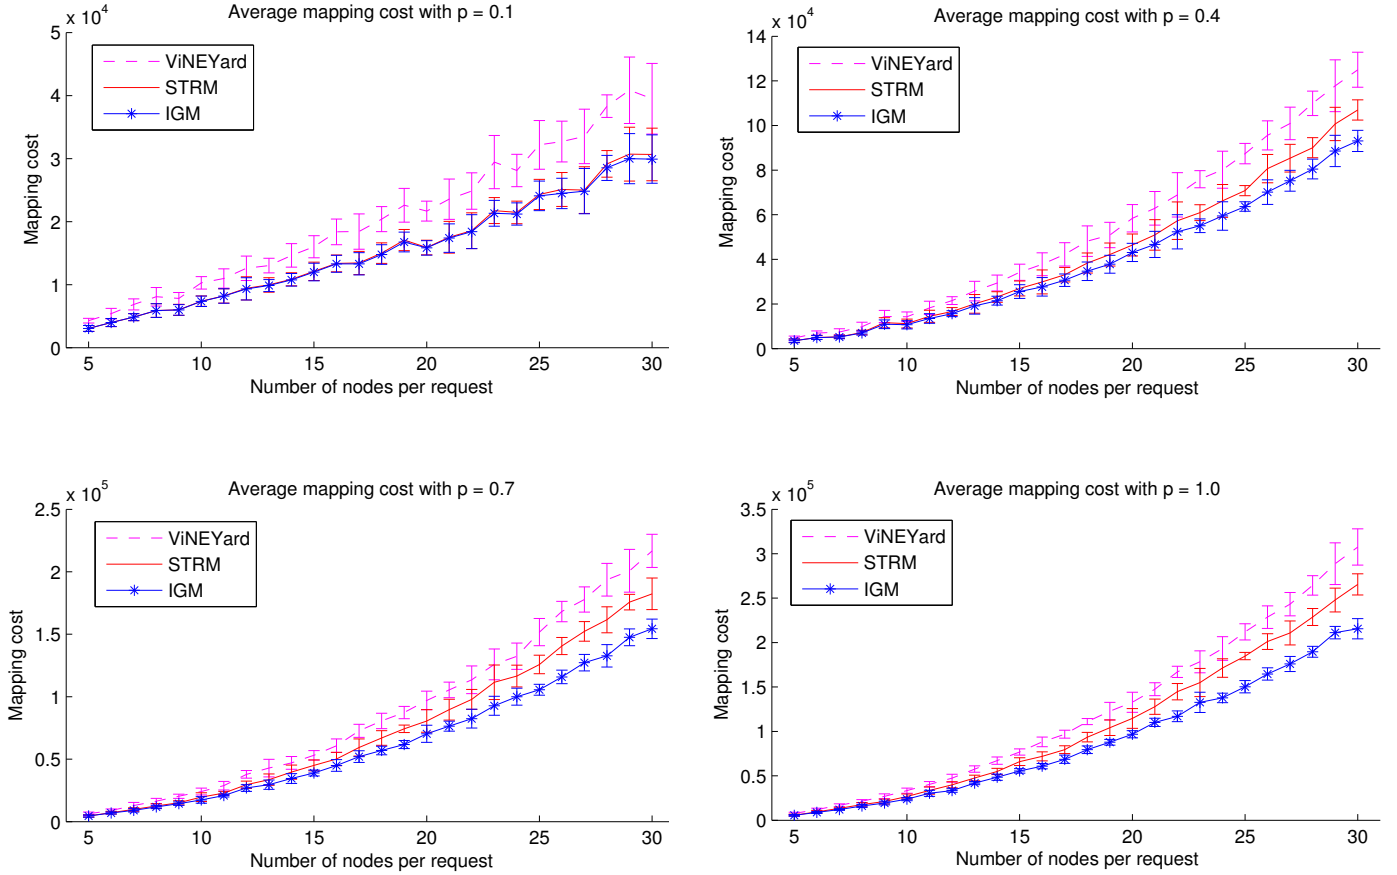 Average mapping cost with p = 0.1
x 10^4
5
4
3
2
1
0
Mapping cost
ViNEYard
STRM
IGM
5 10 15 20 25 30
Number of nodes per request
Average mapping cost with p = 0.4
x 10^4
14
12
10
8
6
4
2
0
Mapping cost
ViNEYard
STRM
IGM
5 10 15 20 25 30
Number of nodes per request
Average mapping cost with p = 0.7
x 10^5
2.5
2
1.5
1
0.5
0
Mapping cost
ViNEYard
STRM
IGM
5 10 15 20 25 30
Number of nodes per request
Average mapping cost with p = 1.0
x 10^5
3.5
3
2.5
2
1.5
1
0.5
0
Mapping cost
ViNEYard
STRM
IGM
5 10 15 20 25 30
Number of nodes per request